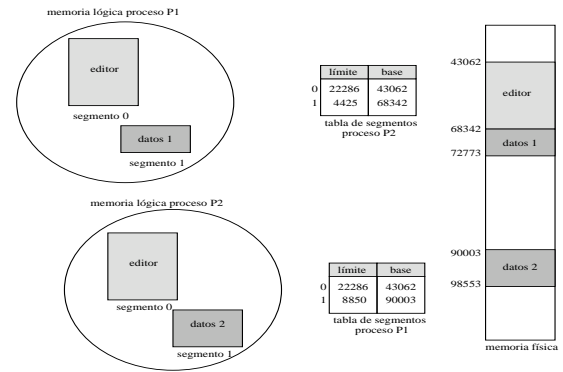 memoria lógica proceso P1
editor
segmento 0
datos 1
segmento 1
límite base
0 22286 43062
1 4425 68342
tabla de segmentos
proceso P2
memoria lógica proceso P2
editor
segmento 0
datos 2
segmento 1
límite base
0 22286 43062
1 8850 90003
tabla de segmentos
proceso P1
43062
editor
68342
datos 1
72773
90003
datos 2
98553
memoria física